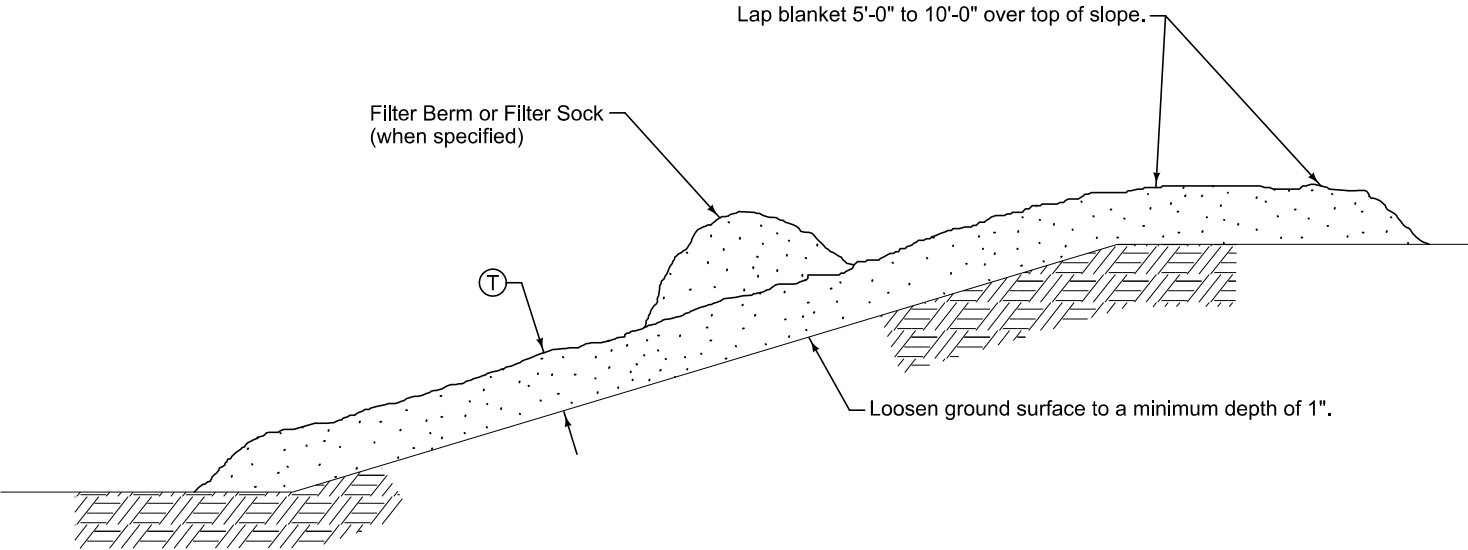 Lap blanket 5'-0" to 10'-0" over top of slope.
Filter Berm or Filter Sock
(when specified)
T
Loosen ground surface to a minimum depth of 1".